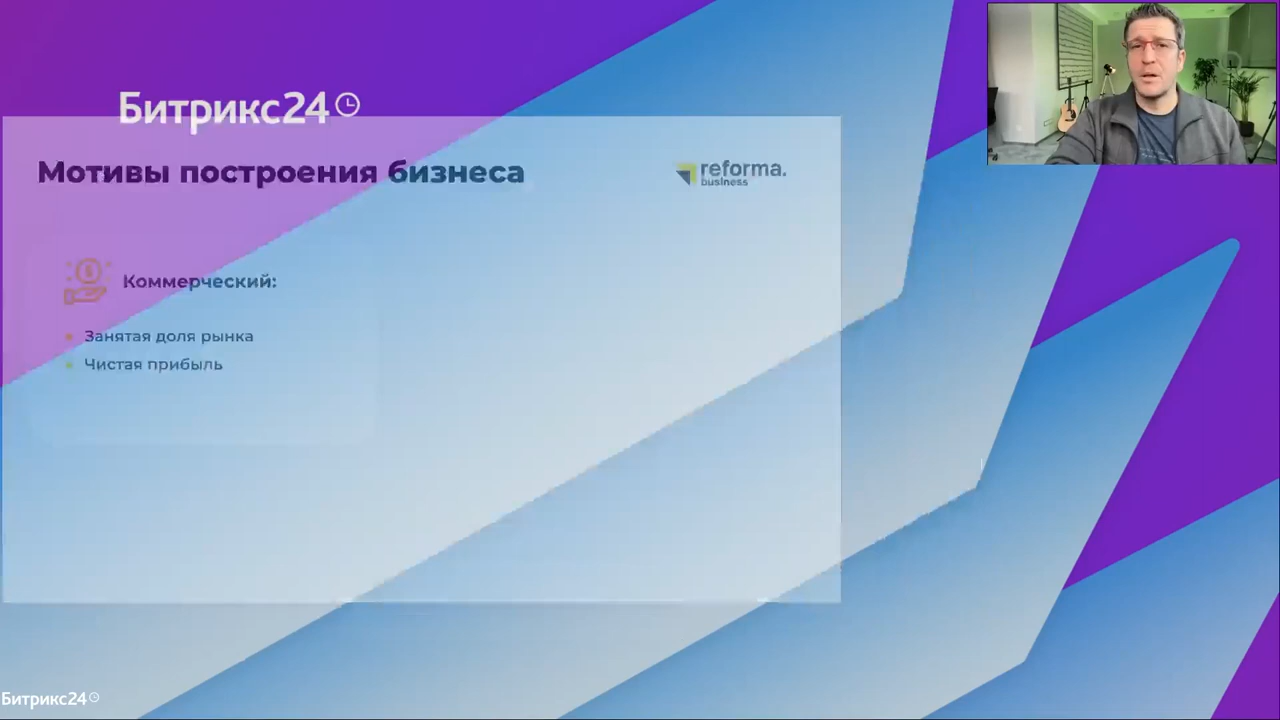 Битрикс24
Мотивы построения бизнеса
reforma.
business
Коммерческий:
Занятая доля рынка
Чистая прибыль
Битрикс24